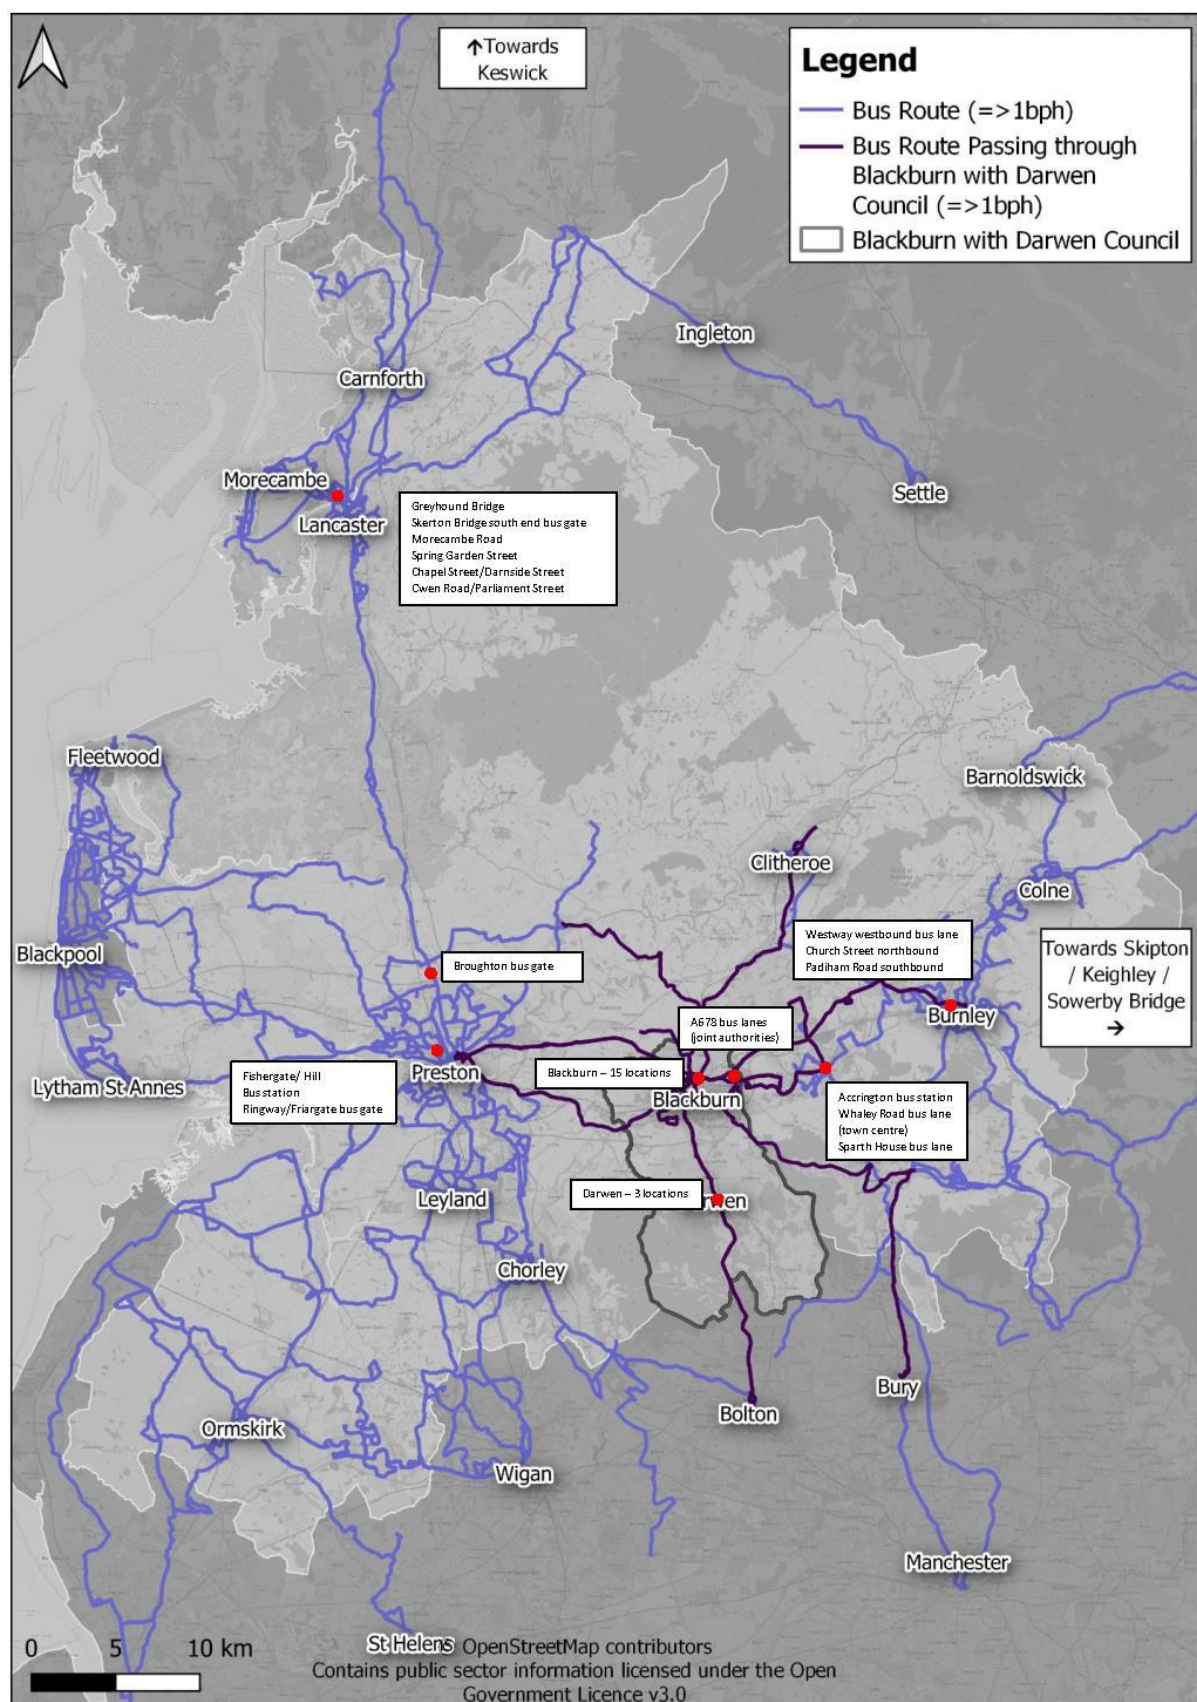 ↑Towards
Keswick
Legend
Bus Route (=>1bph)
Bus Route Passing through
Blackburn with Darwen
Council (=>1bph)
Blackburn with Darwen Council
Ingleton
Carnforth
Settle
Morecambe
Lancaster
Greyhound Bridge
Skerton Bridge south end bus gate
Morecambe Road
Spring Garden Street
Chapel Street/Damside Street
Cwen Road/Parliament Street
Fleetwood
Barnoldswick
Clitheroe
Colne
Blackpool
Broughton bus gate
Westway westbound bus lane
Church Street northbound
Padiham Road southbound
Towards Skipton
/ Keighley /
Sowerby Bridge
→
Burnley
A678 bus lanes
(joint authorities)
Lytham St Annes
Fishergate/ Hill
Bus station
Ringway/Friargate bus gate
Preston
Blackburn – 15 locations
Blackburn
Accrington bus station
Whaley Road bus lane
(town centre)
Sparth House bus lane
Leyland
Darwen – 3 locations
rwen
Chorley
Bury
Bolton
Ormskirk
Wigan
Manchester
0 5 10 km
St Helens
OpenStreetMap contributors
Contains public sector information licensed under the Open
Government Licence v3.0